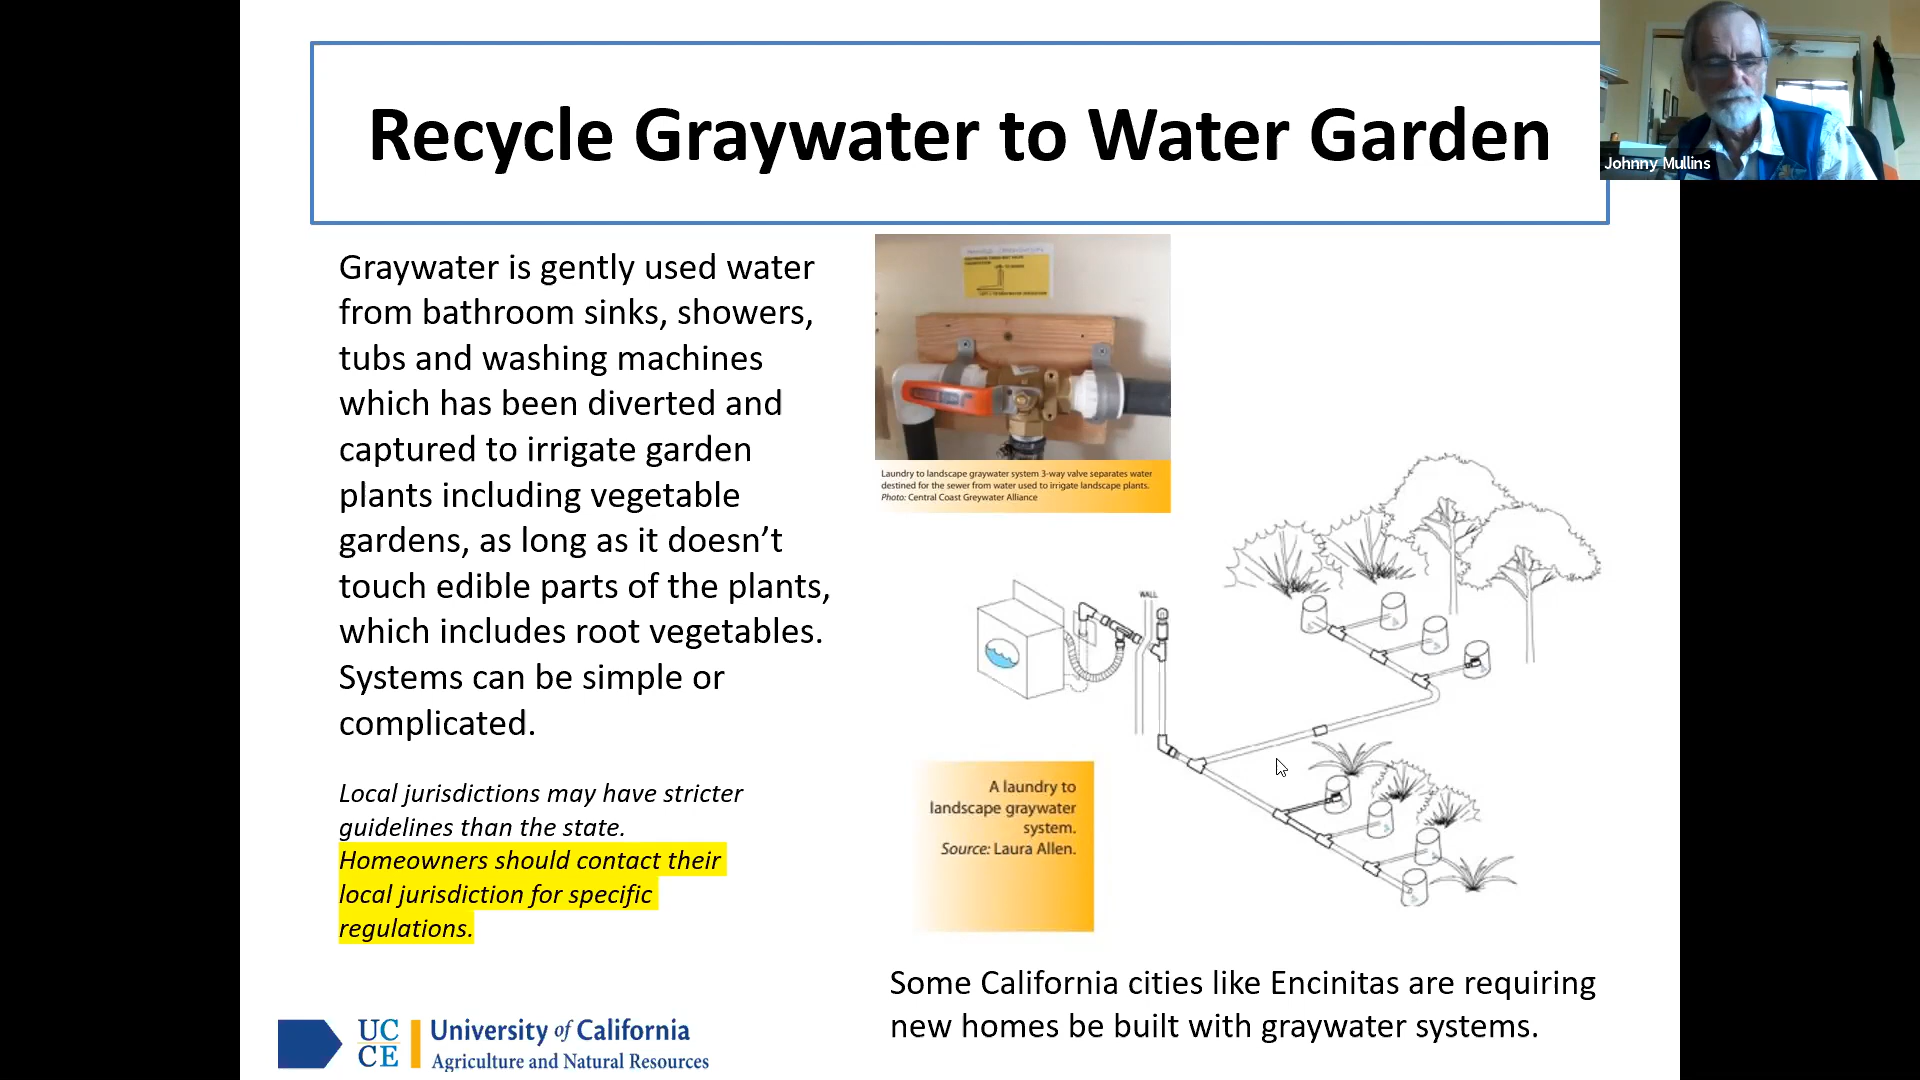 Recycle Graywater to Water Garden
Johnny Mullins
Graywater is gently used water
from bathroom sinks, showers,
tubs and washing machines
which has been diverted and
captured to irrigate garden
plants including vegetable
gardens, as long as it doesn’t
touch edible parts of the plants,
which includes root vegetables.
Systems can be simple or
complicated.
Local jurisdictions may have stricter
guidelines than the state.
Homeowners should contact their
local jurisdiction for specific
regulations.
Laundry to landscape graywater system 3-way valve separates water
destined for the sewer from water used to irrigate landscape plants.
Photo: Central Coast Greywater Alliance
WALL
A laundry to
landscape graywater
system.
Source: Laura Allen.
Some California cities like Encinitas are requiring
new homes be built with graywater systems.
UC
CE
University of California
Agriculture and Natural Resources